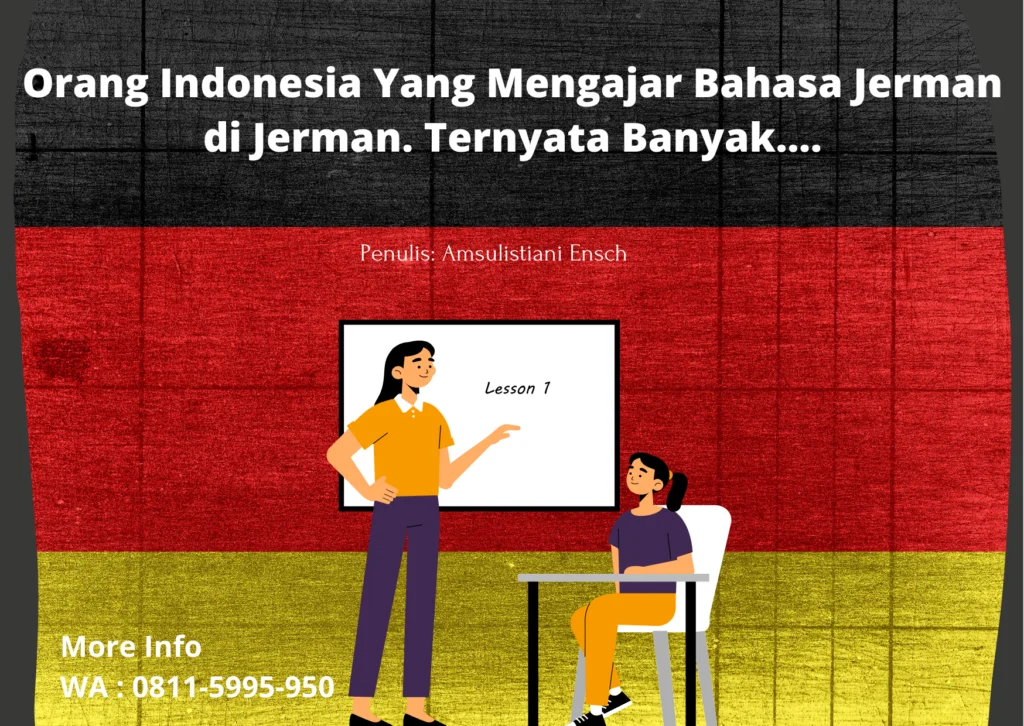 Orang Indonesia Yang Mengajar Bahasa Jerman
di Jerman. Ternyata Banyak....
Penulis: Amsulistiani Ensch
Lesson 1
More Info
WA : 0811-5995-950